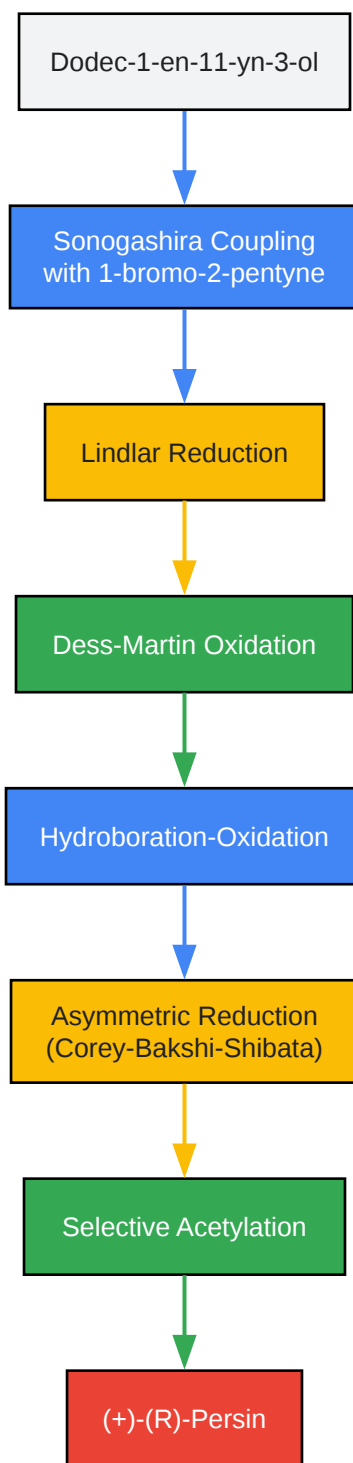 Dodec-1-en-11-yn-3-ol
Sonogashira Coupling
with 1-bromo-2-pentyne
Lindlar Reduction
Dess-Martin Oxidation
Hydroboration-Oxidation
Asymmetric Reduction
(Corey-Bakshi-Shibata)
Selective Acetylation
(+)-(R)-Persin